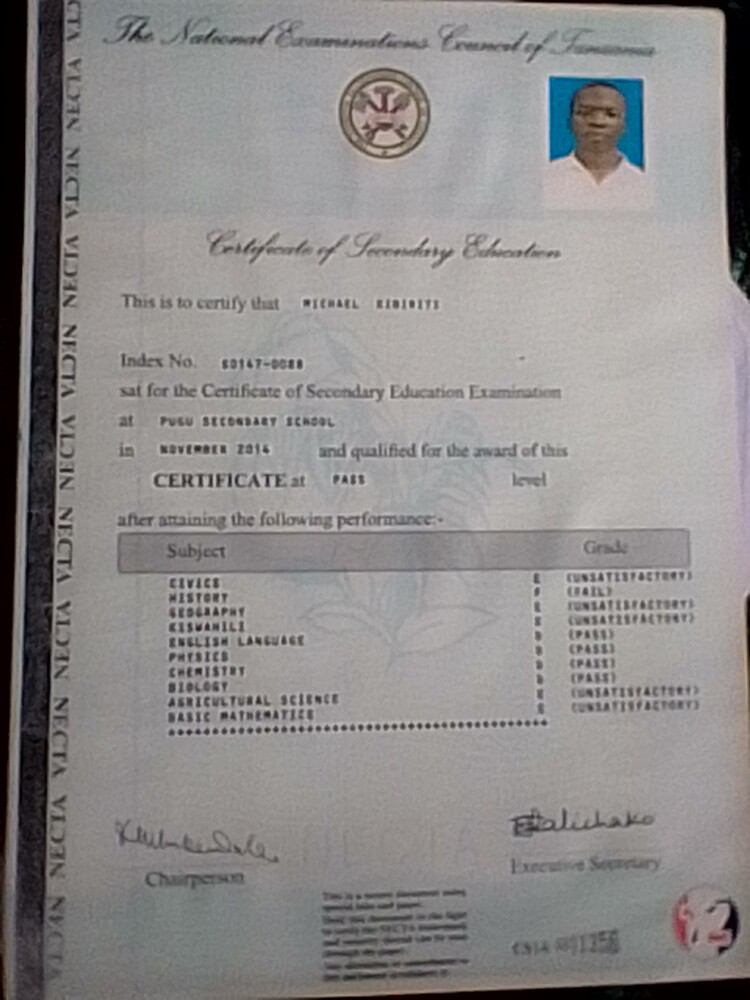 The National Examinations Council of Tanzania
Certificate of Secondary Education
This is to certify that MICHAEL
Index No. S0147-0088
sat for the Certificate of Secondary Education Examination
at PUGU SECONDARY SCHOOL
in NOVEMBER 2014 and qualified for the award of this
CERTIFICATE at PASS level
after attaining the following performance:-
Subject Grade
CIVICS E (UNSATISFACTORY)
HISTORY F (FAIL)
GEOGRAPHY E (UNSATISFACTORY)
KISWAHILI E (UNSATISFACTORY)
ENGLISH LANGUAGE D (PASS)
PHYSICS D (PASS)
CHEMISTRY D (PASS)
BIOLOGY D (PASS)
AGRICULTURAL SCIENCE E (UNSATISFACTORY)
BASIC MATHEMATICS E (UNSATISFACTORY)
Chairperson
Executive Secretary
NECTA NECTA NECTA NECTA NECTA NECTA NECTA NECTA NECTA NECTA NECTA